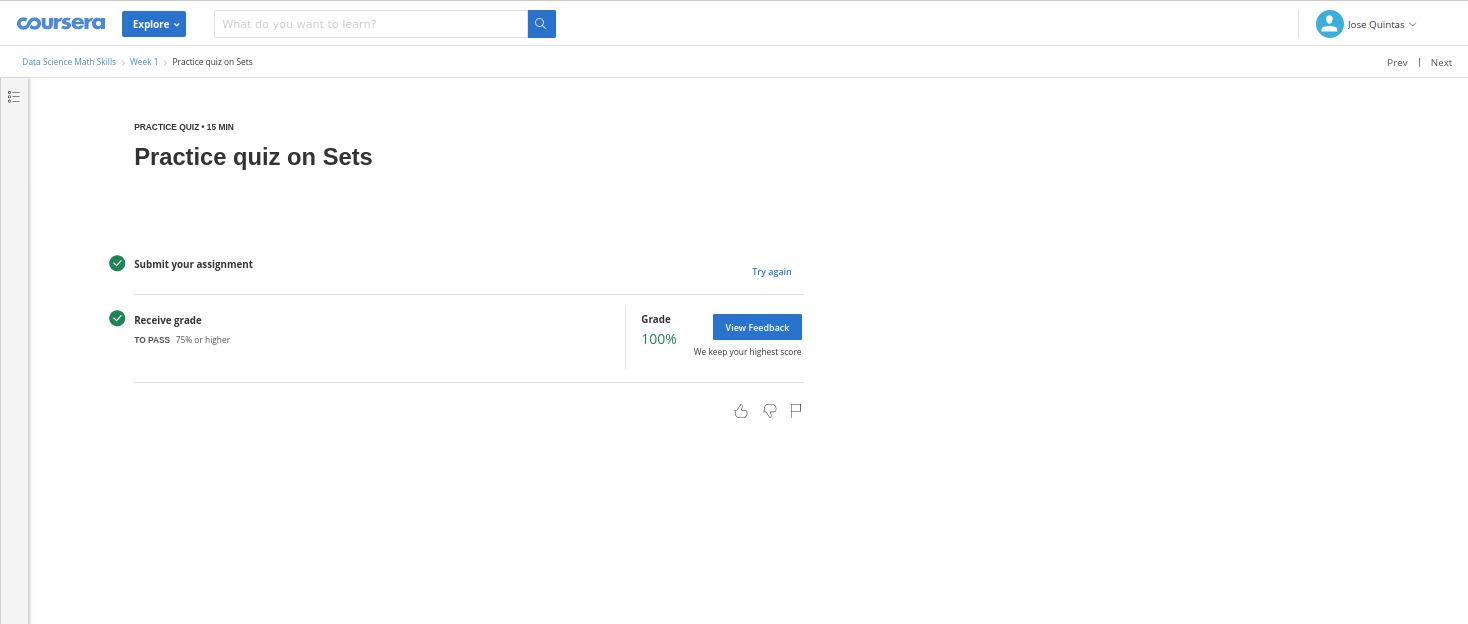 coursera Explore What do you want to learn? Jose Quintas
Data Science Math Skills Week 1 Practice quiz on Sets Prev | Next
PRACTICE QUIZ • 15 MIN
Practice quiz on Sets
Submit your assignment
Try again
Receive grade
TO PASS 75% or higher
Grade
100%
View Feedback
We keep your highest score